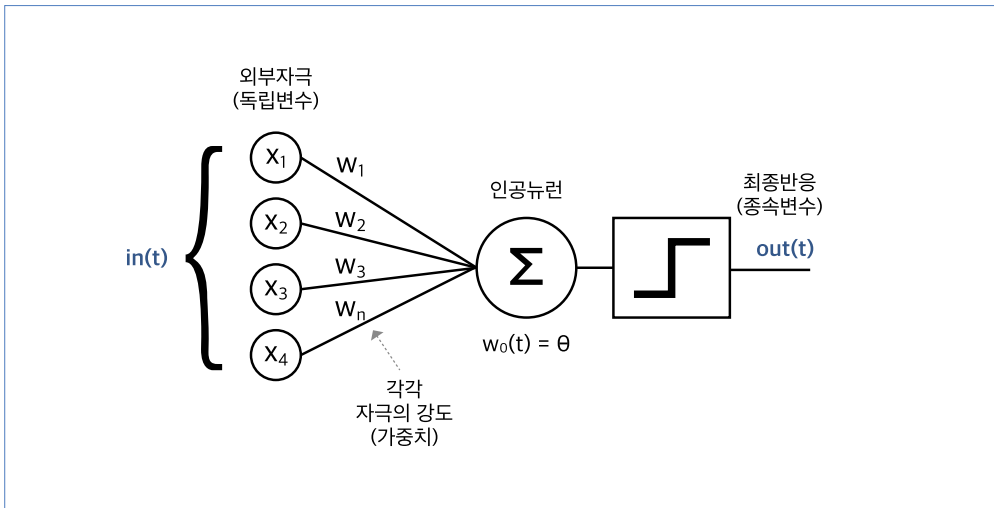 외부자극
(독립변수)
in(t)
x₁
x₂
x₃
x₄
w₁
w₂
w₃
wₙ
각각
자극의 강도
(가중치)
인공뉴런
Σ
w₀(t) = θ
최종반응
(종속변수)
out(t)